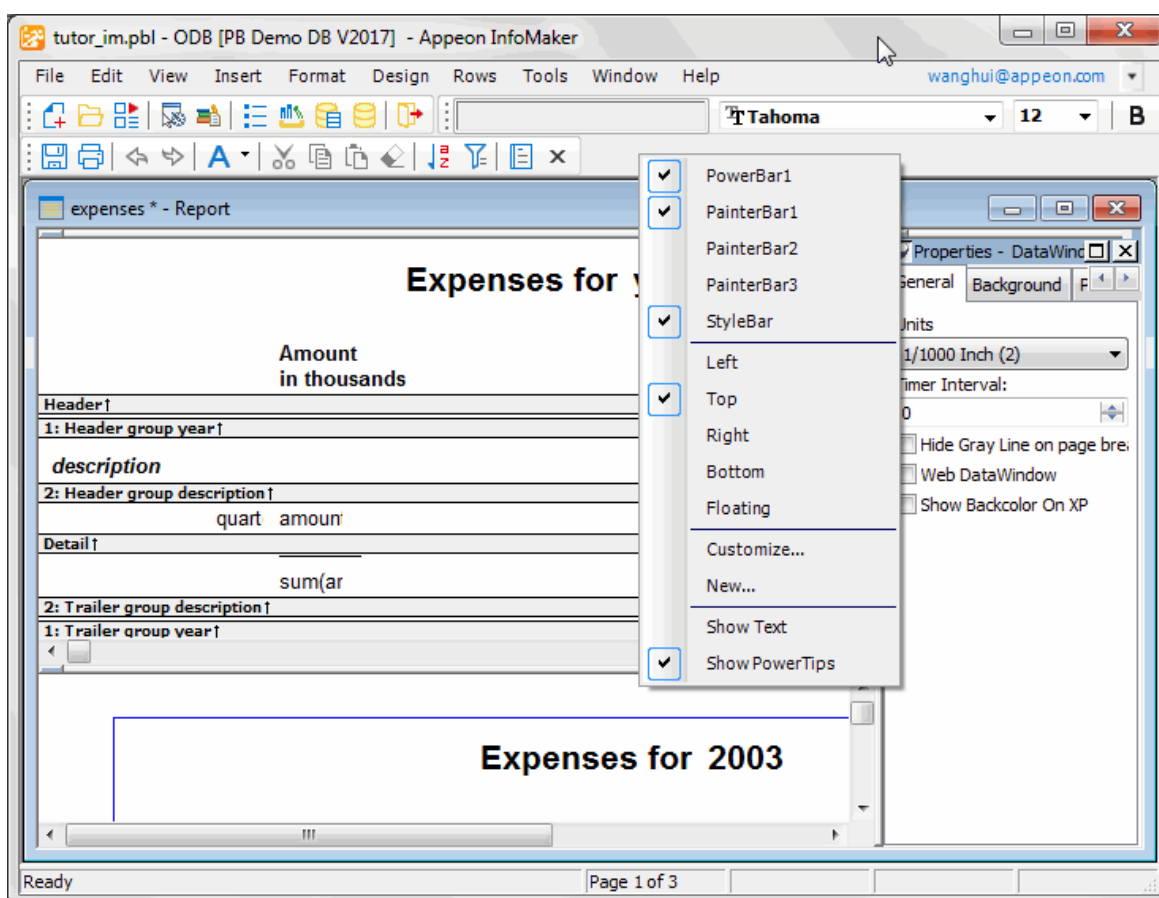 tutor_im.pbl - ODB [PB Demo DB V2017] - Appeon InfoMaker
File Edit View Insert Format Design Rows Tools Window Help wanghui@appeon.com
Tahoma 12 B
expenses * - Report
Properties - DataWind
General Background F
Expenses for y
Units
1/1000 Inch (2)
Timer Interval:
0
Hide Gray Line on page brea
Web DataWindow
Show Backcolor On XP
Amount
in thousands
Header↑
1: Header group year↑
description
2: Header group description↑
quart amount
Detail↑
sum(ar
2: Trailer group description↑
1: Trailer group year↑
PowerBar1
PainterBar1
PainterBar2
PainterBar3
StyleBar
Left
Top
Right
Bottom
Floating
Customize...
New...
Show Text
Show PowerTips
Expenses for 2003
Ready Page 1 of 3